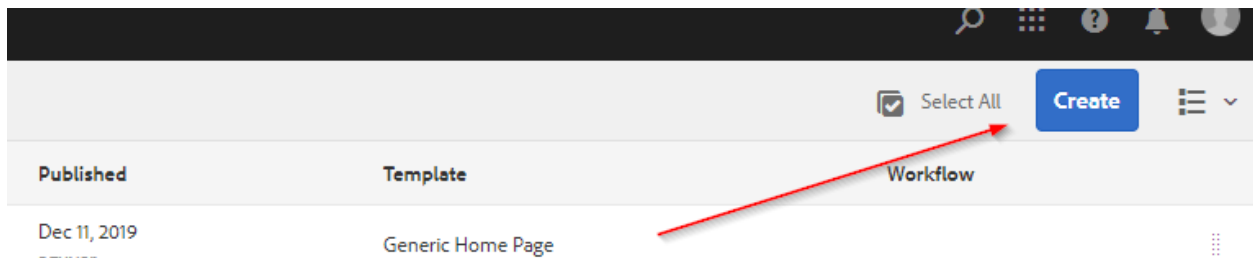 Select All Create
Published Template Workflow
Dec 11, 2019
Generic Home Page